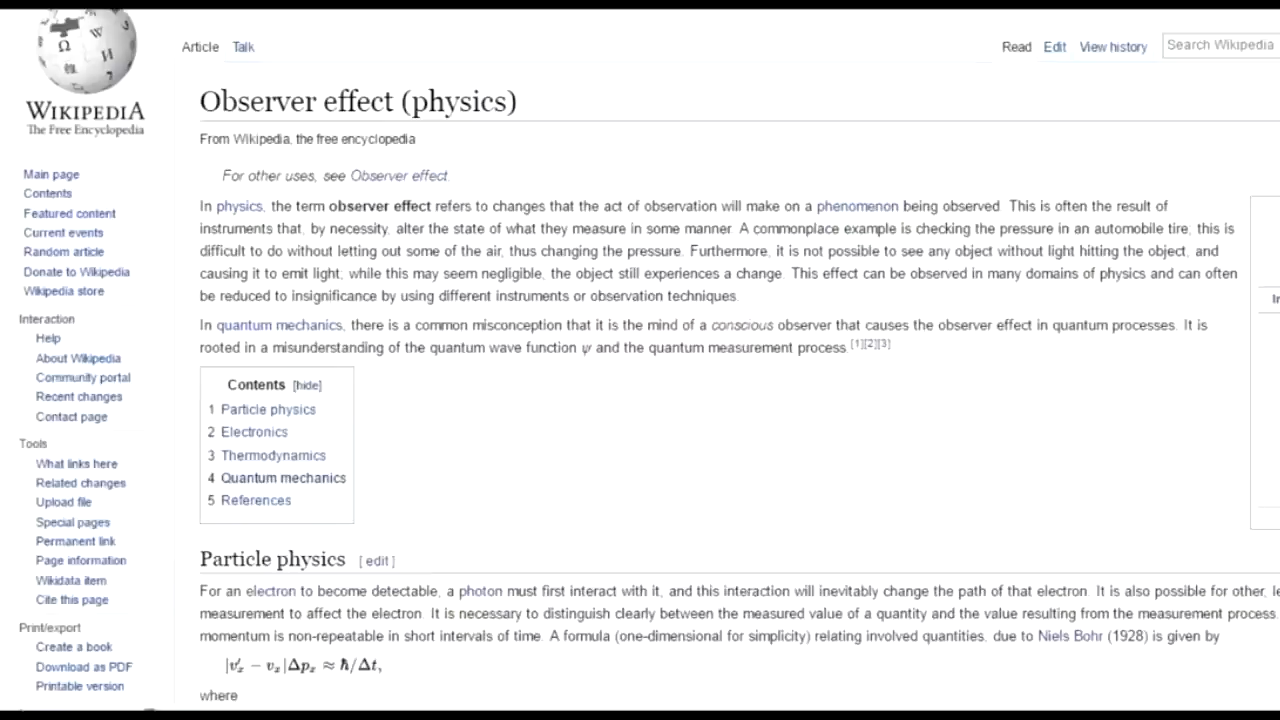 Article Talk Read Edit View history Search Wikipedia
WIKIPEDIA
The Free Encyclopedia
Main page
Contents
Featured content
Current events
Random article
Donate to Wikipedia
Wikipedia store
Interaction
Help
About Wikipedia
Community portal
Recent changes
Contact page
Tools
What links here
Related changes
Upload file
Special pages
Permanent link
Page information
Wikidata item
Cite this page
Print/export
Create a book
Download as PDF
Printable version
Observer effect (physics)
From Wikipedia, the free encyclopedia
For other uses, see Observer effect.
In physics, the term observer effect refers to changes that the act of observation will make on a phenomenon being observed. This is often the result of
instruments that, by necessity, alter the state of what they measure in some manner. A commonplace example is checking the pressure in an automobile tire; this is
difficult to do without letting out some of the air, thus changing the pressure. Furthermore, it is not possible to see any object without light hitting the object, and
causing it to emit light; while this may seem negligible, the object still experiences a change. This effect can be observed in many domains of physics and can often
be reduced to insignificance by using different instruments or observation techniques.
In quantum mechanics, there is a common misconception that it is the mind of a conscious observer that causes the observer effect in quantum processes. It is
rooted in a misunderstanding of the quantum wave function ψ and the quantum measurement process.[1][2][3]
Contents [hide]
1 Particle physics
2 Electronics
3 Thermodynamics
4 Quantum mechanics
5 References
Particle physics [ edit ]
For an electron to become detectable, a photon must first interact with it, and this interaction will inevitably change the path of that electron. It is also possible for other, le
measurement to affect the electron. It is necessary to distinguish clearly between the measured value of a quantity and the value resulting from the measurement process.
momentum is non-repeatable in short intervals of time. A formula (one-dimensional for simplicity) relating involved quantities, due to Niels Bohr (1928) is given by
|v′ₓ − vₓ|Δpₓ ≈ ℏ/Δt,
where